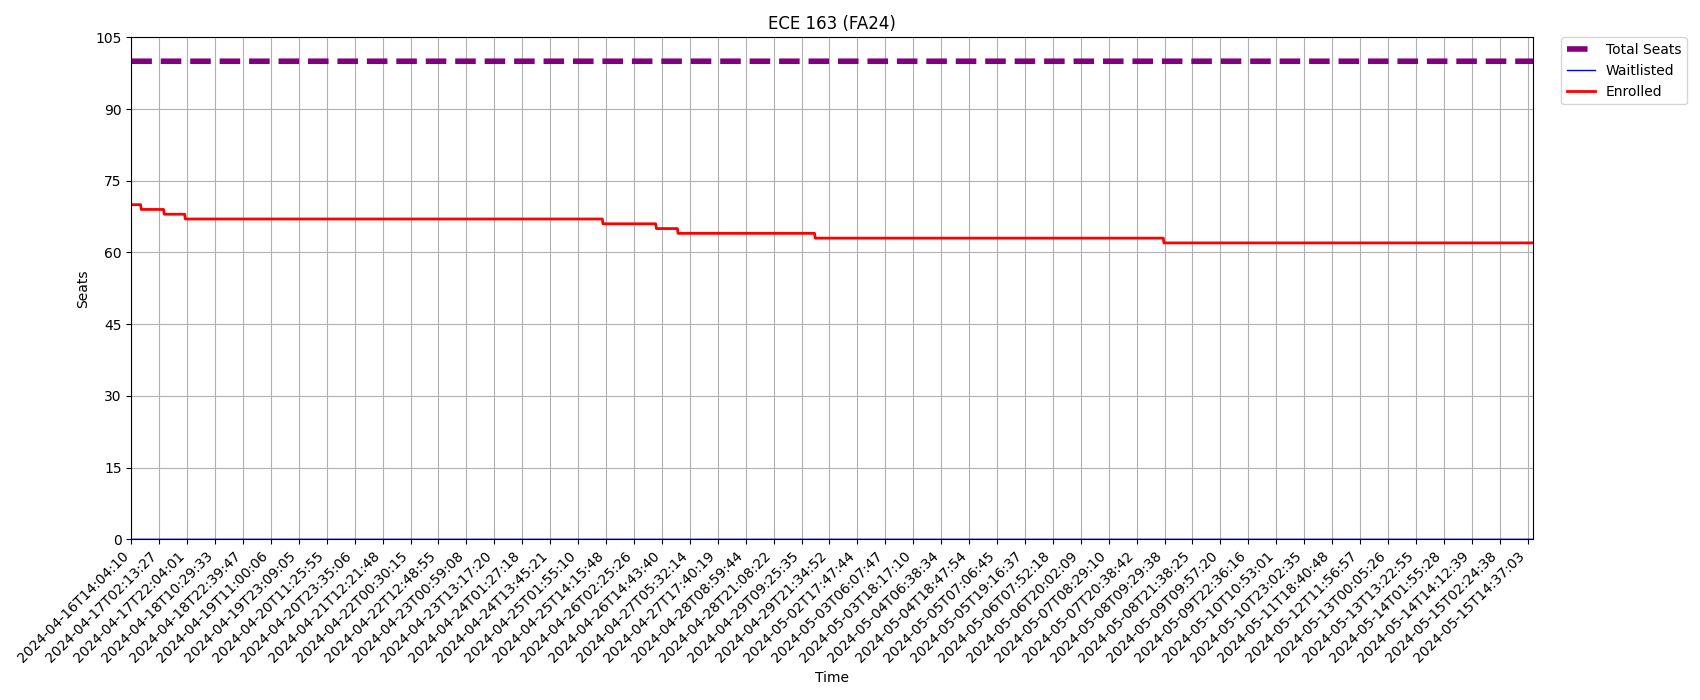 ECE 163 (FA24)
Total Seats
Waitlisted
Enrolled
105
90
75
60
45
30
15
0
Seats
2024-04-16T14:04:10
2024-04-17T02:13:27
2024-04-17T22:04:01
2024-04-18T10:29:33
2024-04-18T22:39:47
2024-04-19T11:00:06
2024-04-19T23:09:05
2024-04-20T11:25:55
2024-04-20T23:35:06
2024-04-21T12:21:48
2024-04-22T00:30:15
2024-04-22T12:48:55
2024-04-23T00:59:08
2024-04-23T13:17:20
2024-04-24T01:27:18
2024-04-24T13:45:21
2024-04-25T01:55:10
2024-04-25T14:15:48
2024-04-26T02:25:26
2024-04-26T14:43:40
2024-04-27T05:32:14
2024-04-27T17:40:19
2024-04-28T08:59:44
2024-04-28T21:08:22
2024-04-29T09:25:35
2024-04-29T21:34:52
2024-05-02T17:47:44
2024-05-03T06:07:47
2024-05-03T18:17:10
2024-05-04T06:38:34
2024-05-04T18:47:54
2024-05-05T07:06:45
2024-05-05T19:16:37
2024-05-06T07:52:18
2024-05-06T20:02:09
2024-05-07T08:29:10
2024-05-07T20:38:42
2024-05-08T09:29:38
2024-05-08T21:38:25
2024-05-09T09:57:20
2024-05-09T22:36:16
2024-05-10T10:53:01
2024-05-10T23:02:35
2024-05-11T18:40:48
2024-05-12T11:56:57
2024-05-13T00:05:26
2024-05-13T13:22:55
2024-05-14T01:55:28
2024-05-14T14:12:39
2024-05-15T02:24:38
2024-05-15T14:37:03
Time